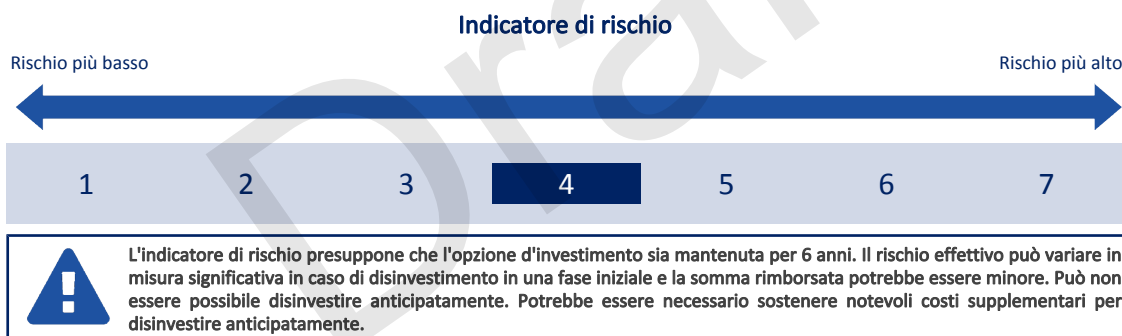 Indicatore di rischio
Rischio più basso Rischio più alto
1 2 3 4 5 6 7
L'indicatore di rischio presuppone che l'opzione d'investimento sia mantenuta per 6 anni. Il rischio effettivo può variare in
misura significativa in caso di disinvestimento in una fase iniziale e la somma rimborsata potrebbe essere minore. Può non
essere possibile disinvestire anticipatamente. Potrebbe essere necessario sostenere notevoli costi supplementari per
disinvestire anticipatamente.